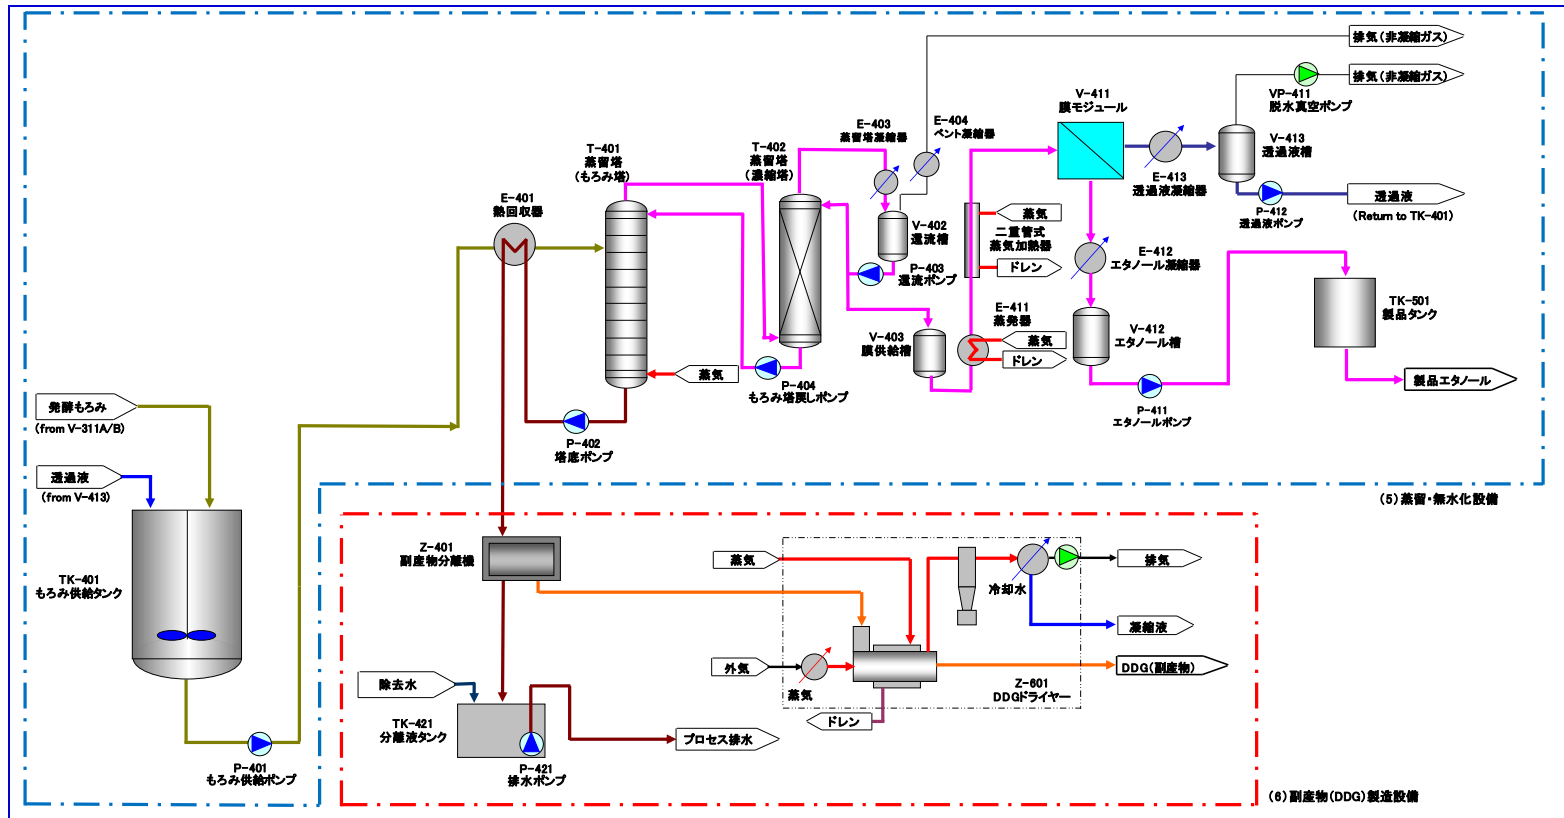 排気(非凝縮ガス)
排気(非凝縮ガス)
VP-411
脱水真空ポンプ
V-411
膜モジュール
E-403
蒸留塔凝縮器
E-404
ベント凝縮器
V-413
透過液槽
T-401
蒸留塔
(もろみ塔)
T-402
蒸留塔
(濃縮塔)
E-413
透過液凝縮器
E-401
熱回収器
透過液
(Return to TK-401)
P-412
透過液ポンプ
蒸気
二重管式
蒸気加熱器
ドレン
V-402
還流槽
P-403
還流ポンプ
E-412
エタノール凝縮器
TK-501
製品タンク
E-411
蒸発器
蒸気
ドレン
V-403
膜供給槽
V-412
エタノール槽
蒸気
P-404
もろみ塔戻しポンプ
製品エタノール
P-411
エタノールポンプ
発酵もろみ
(from V-311A/B)
P-402
塔底ポンプ
透過液
(from V-413)
(5)蒸留・無水化設備
Z-401
副産物分離機
蒸気
排気
冷却水
TK-401
もろみ供給タンク
凝縮液
外気
DDG(副産物)
蒸気
Z-601
DDGドライヤー
除去水
ドレン
TK-421
分離液タンク
プロセス排水
P-421
排水ポンプ
P-401
もろみ供給ポンプ
(6)副産物(DDG)製造設備